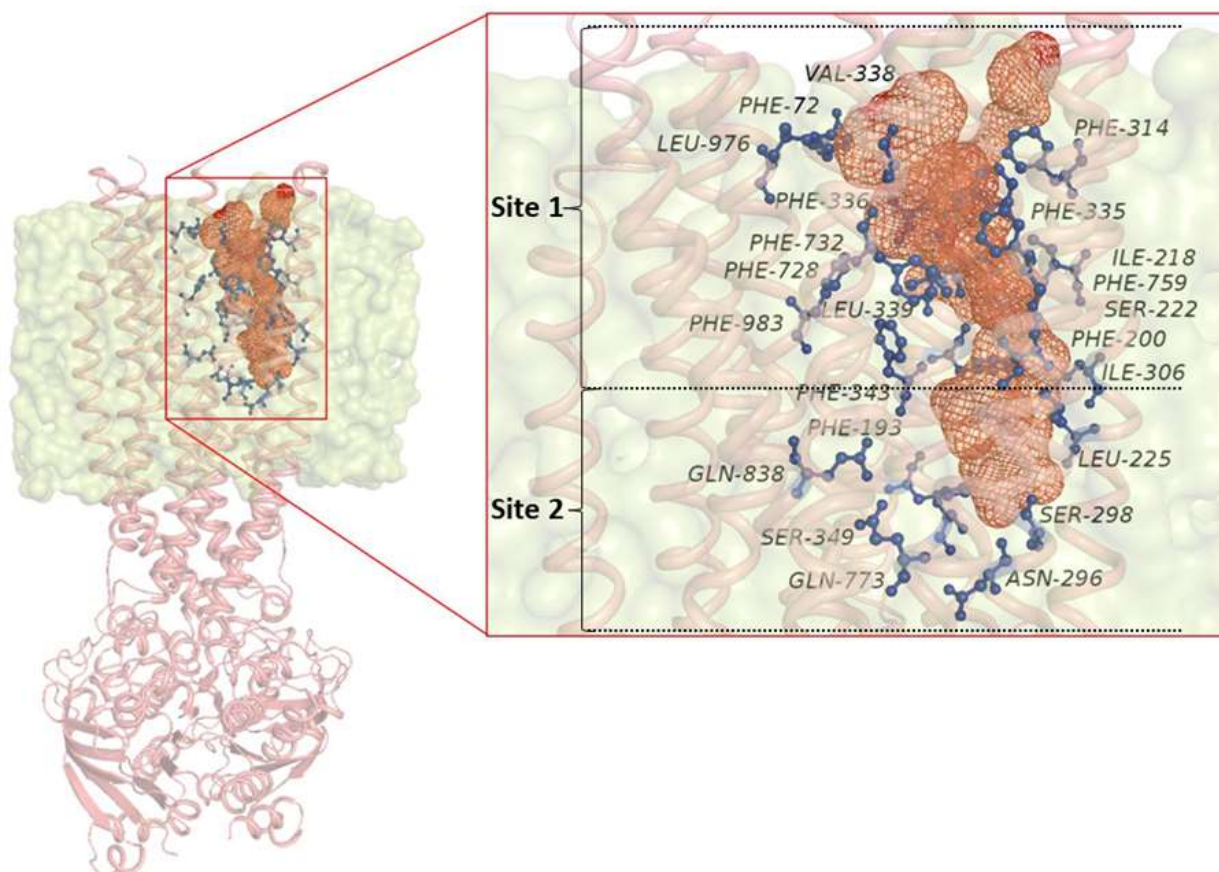 VAL-338
PHE-72
PHE-314
LEU-976
PHE-336
Site 1
PHE-335
PHE-732
ILE-218
PHE-728
PHE-759
LEU-339
SER-222
PHE-983
PHE-200
ILE-306
PHE-343
PHE-193
LEU-225
GLN-838
Site 2
SER-298
SER-349
GLN-773
ASN-296